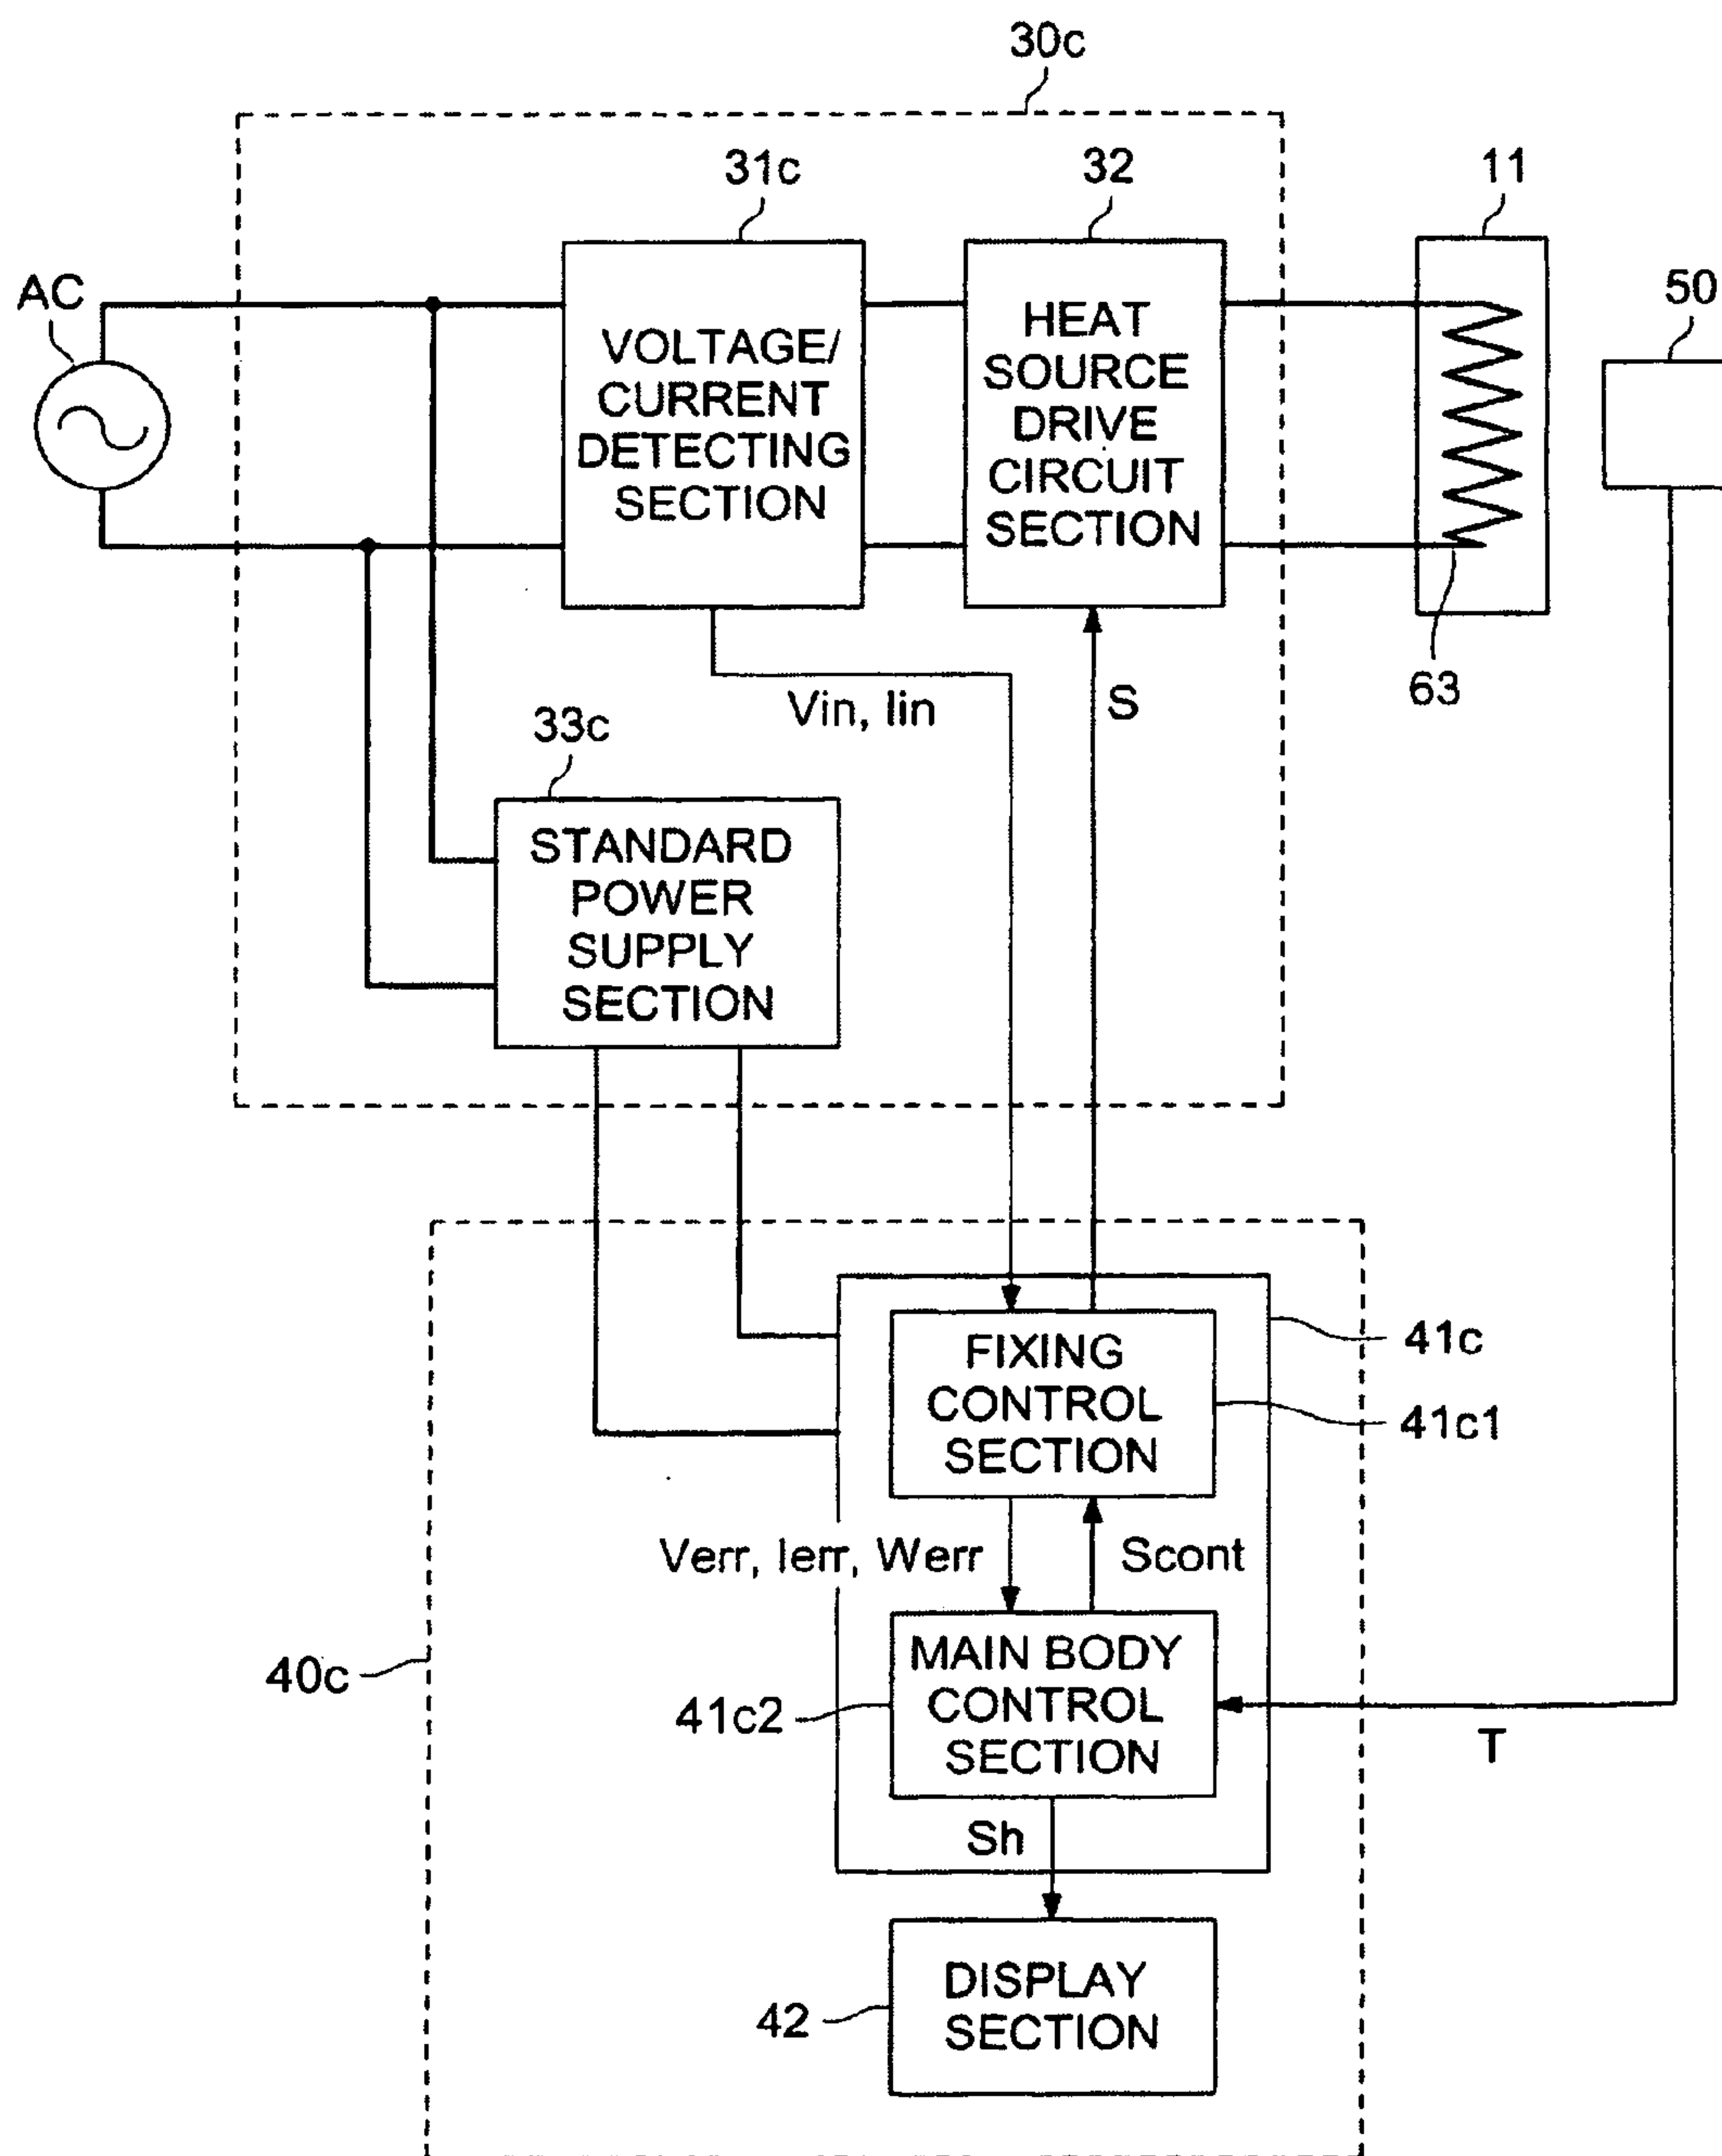 30c
31c
32
11
AC
50
VOLTAGE/
CURRENT
DETECTING
SECTION
HEAT
SOURCE
DRIVE
CIRCUIT
SECTION
63
Vin, Iin
S
33c
STANDARD
POWER
SUPPLY
SECTION
FIXING
CONTROL
SECTION
41c
41c1
Verr, Ierr, Werr
Scont
40c
41c2
MAIN BODY
CONTROL
SECTION
T
Sh
42
DISPLAY
SECTION